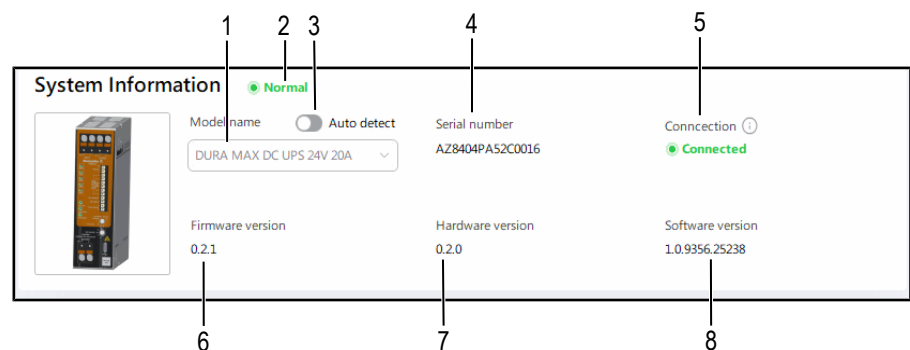 1 2 3 4 5
System Information Normal
Model name Auto detect Serial number Conncection
DURA MAX DC UPS 24V 20A AZ8404PA52C0016 Connected
Firmware version Hardware version Software version
0.2.1 0.2.0 1.0.9356.25238
6 7 8